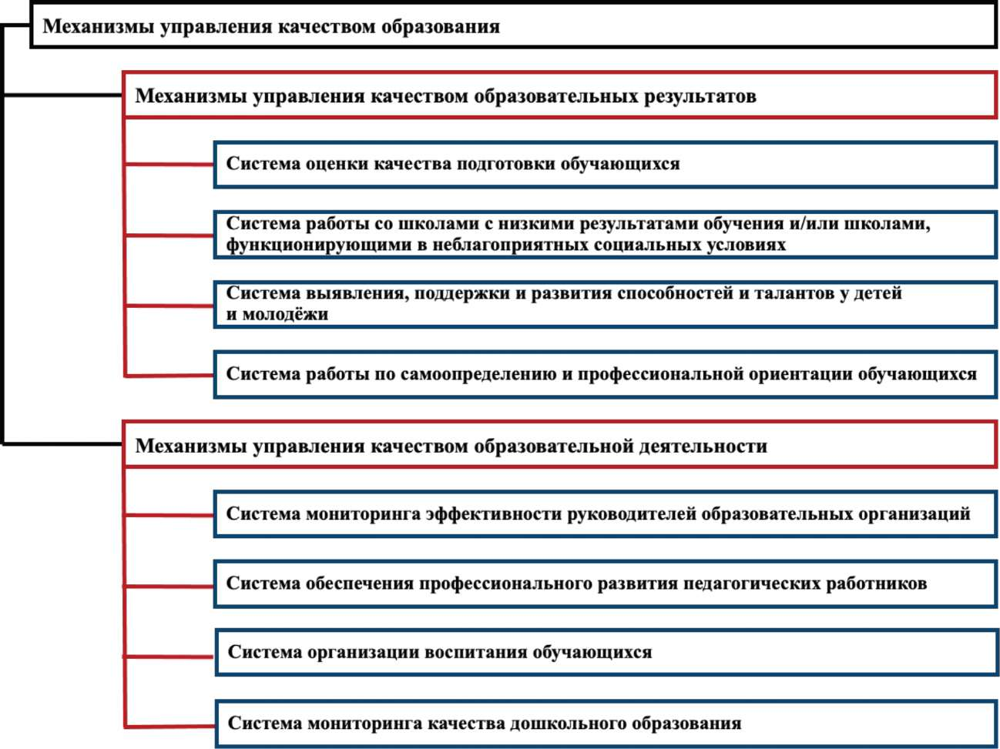 Механизмы управления качеством образования
Механизмы управления качеством образовательных результатов
Система оценки качества подготовки обучающихся
Система работы со школами с низкими результатами обучения и/или школами,
функционирующими в неблагоприятных социальных условиях
Система выявления, поддержки и развития способностей и талантов у детей
и молодёжи
Система работы по самоопределению и профессиональной ориентации обучающихся
Механизмы управления качеством образовательной деятельности
Система мониторинга эффективности руководителей образовательных организаций
Система обеспечения профессионального развития педагогических работников
Система организации воспитания обучающихся
Система мониторинга качества дошкольного образования